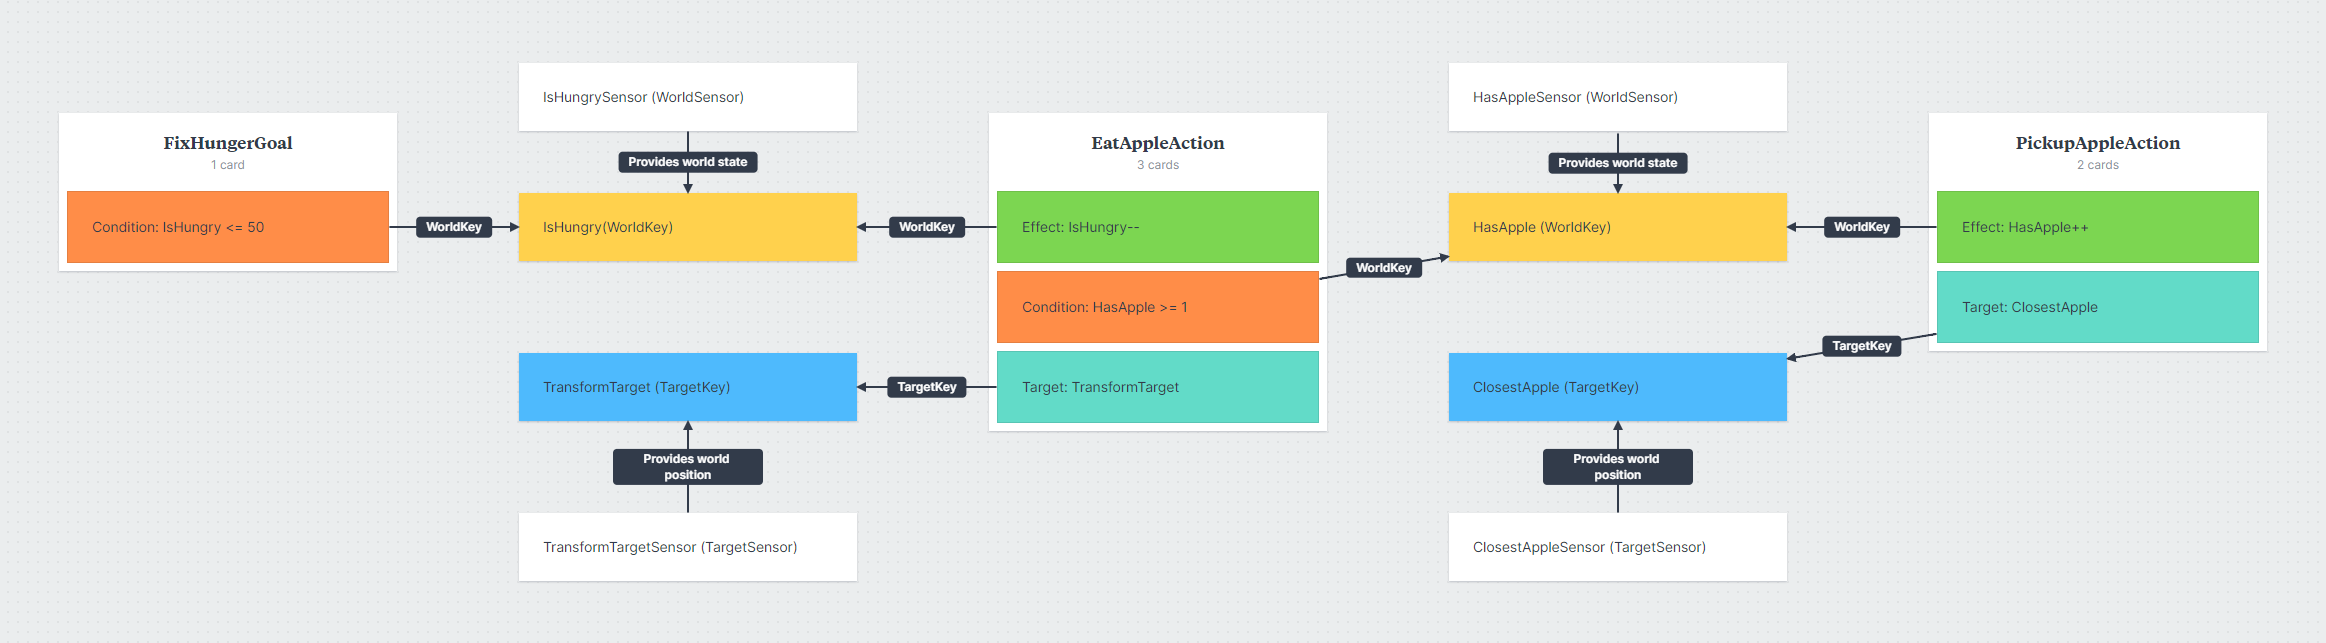 FixHungerGoal
1 card
Condition: IsHungry <= 50
WorldKey
IsHungrySensor (WorldSensor)
Provides world state
IsHungry(WorldKey)
TransformTarget (TargetKey)
Provides world
position
TransformTargetSensor (TargetSensor)
WorldKey
TargetKey
EatAppleAction
3 cards
Effect: IsHungry--
Condition: HasApple >= 1
Target: TransformTarget
WorldKey
HasAppleSensor (WorldSensor)
Provides world state
HasApple (WorldKey)
ClosestApple (TargetKey)
Provides world
position
ClosestAppleSensor (TargetSensor)
WorldKey
TargetKey
PickupAppleAction
2 cards
Effect: HasApple++
Target: ClosestApple